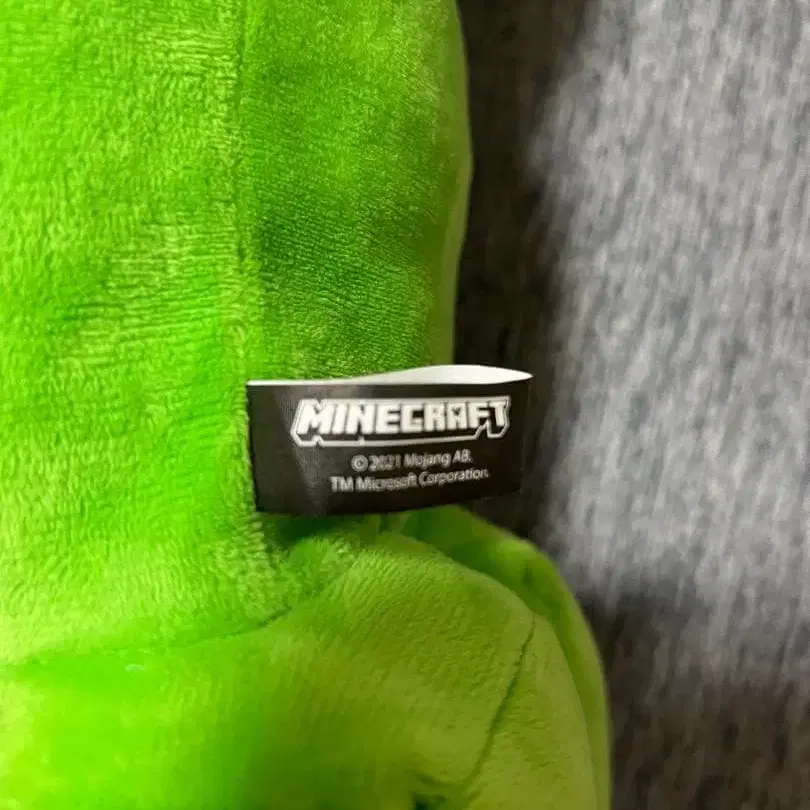 MINECRAFT
© 2021 Mojang AB.
TM Microsoft Corporation.